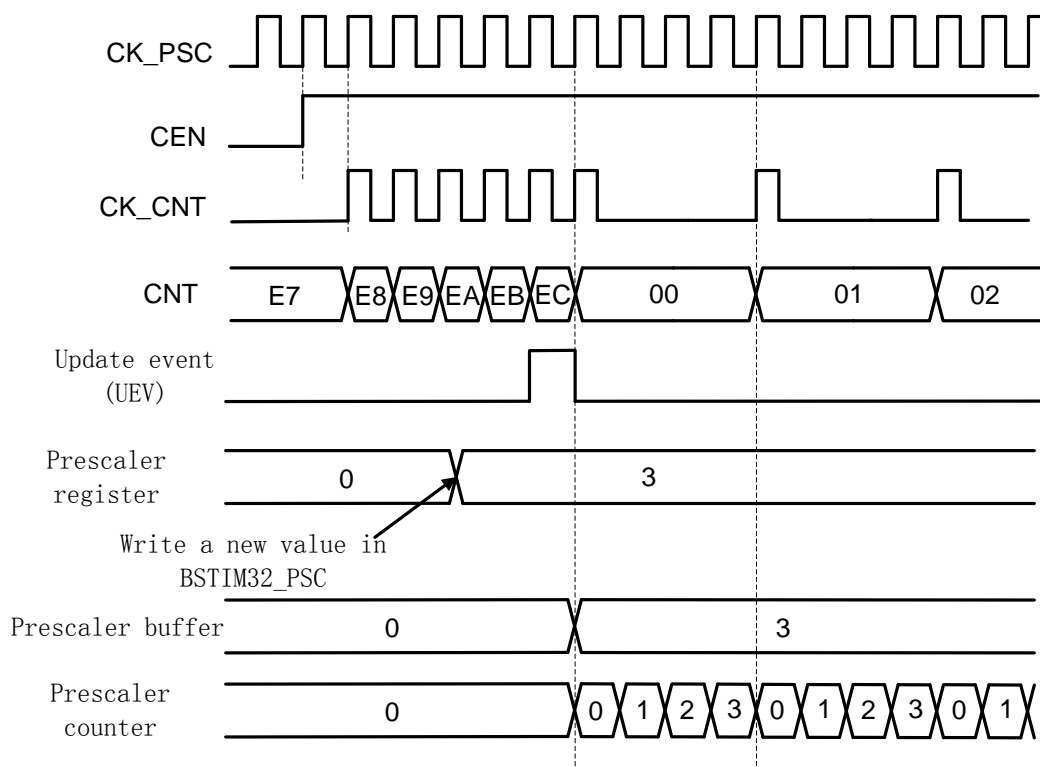 CK_PSC
CEN
CK_CNT
CNT
E7 E8 E9 EA EB EC 00 01 02
Update event
(UEV)
Prescaler
register
0 3
Write a new value in
BSTIM32_PSC
Prescaler buffer
0 3
Prescaler
counter
0 0 1 2 3 0 1 2 3 0 1